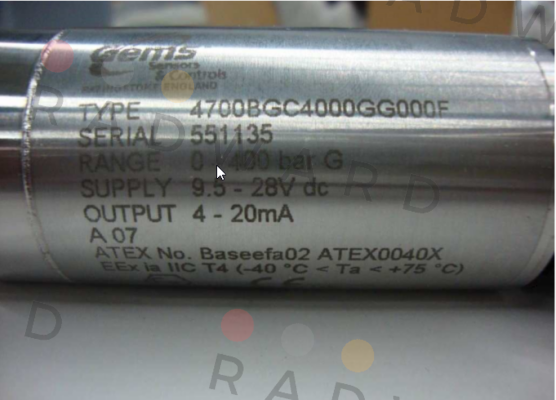 Gems
Sensors
& Controls
BASINGSTOKE ENGLAND
TYPE 4700BGC4000GG000F
SERIAL 551135
RANGE 0 - 400 bar G
SUPPLY 9.5 - 28V dc
OUTPUT 4 - 20mA
A 07
ATEX No. Baseefa02 ATEX0040X
EEx ia IIC T4 (-40 °C < Ta < +75 °C)
CE